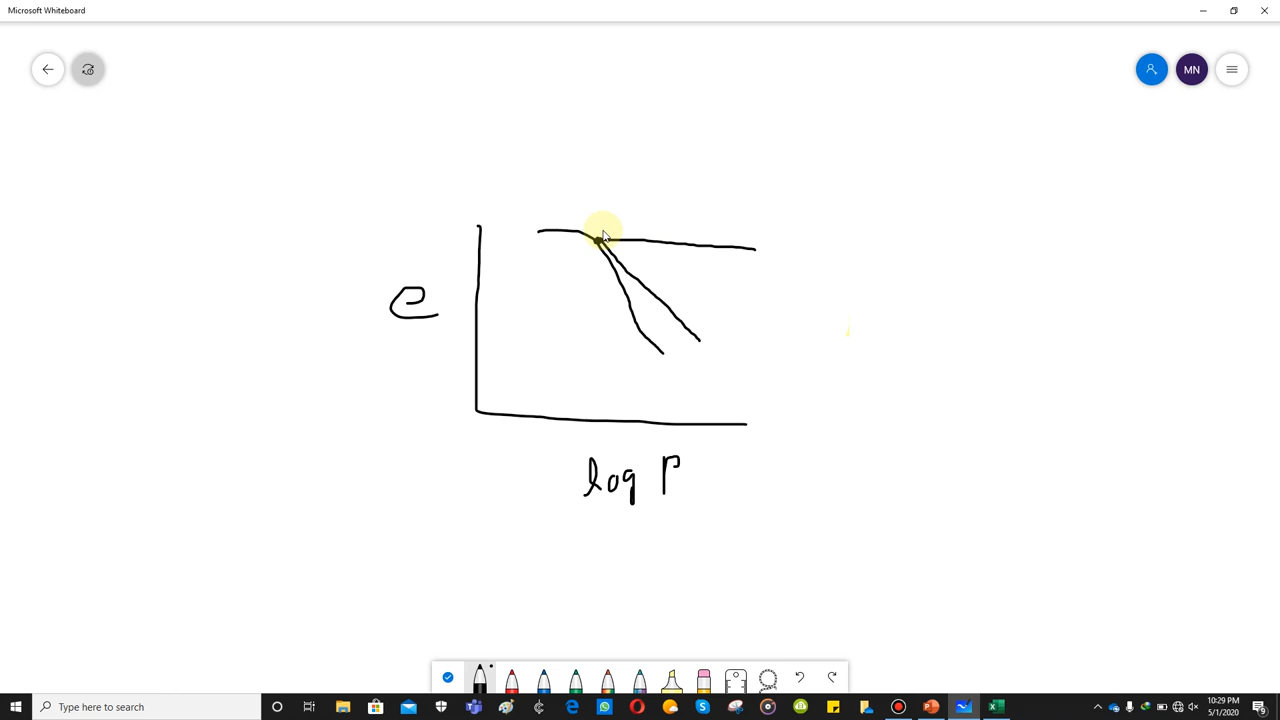 Microsoft Whiteboard
MN
e
log P
Type here to search
10:29 PM
5/1/2020